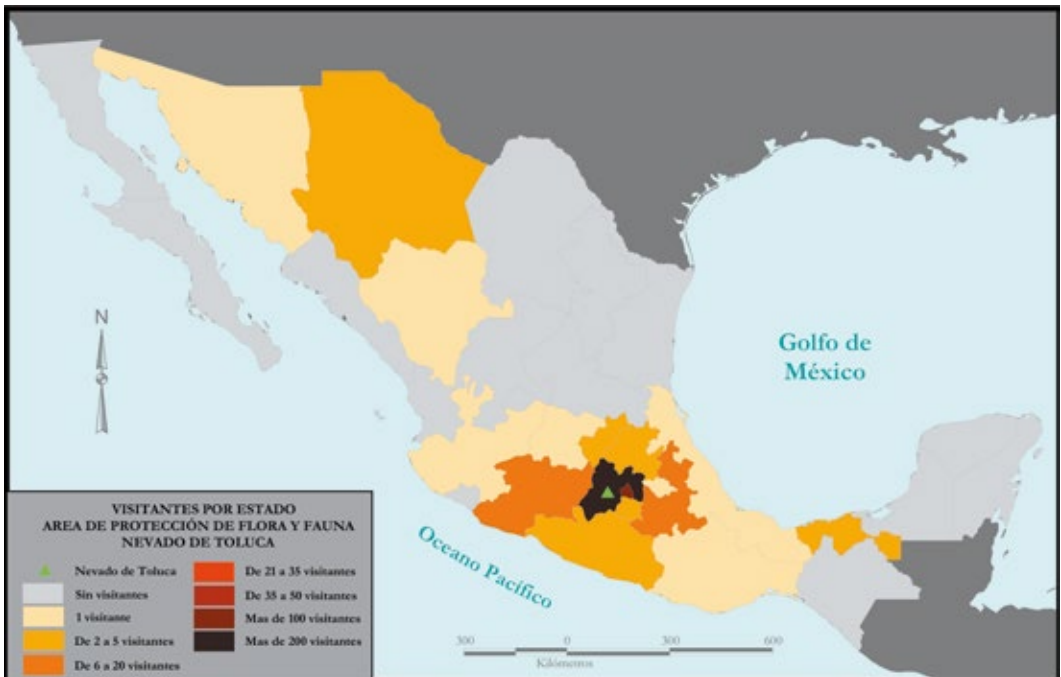 N
Golfo de
México
Oceano Pacífico
VISITANTES POR ESTADO
AREA DE PROTECCIÓN DE FLORA Y FAUNA
NEVADO DE TOLUCA
Nevado de Toluca
Sin visitantes
1 visitante
De 2 a 5 visitantes
De 6 a 20 visitantes
De 21 a 35 visitantes
De 35 a 50 visitantes
Mas de 100 visitantes
Mas de 200 visitantes
300 0 300 600
Kilómetros